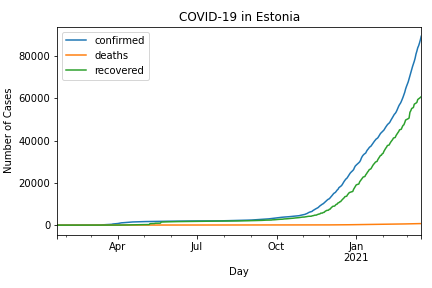 COVID-19 in Estonia
confirmed
deaths
recovered
80000
60000
40000
20000
0
Number of Cases
Apr Jul Oct Jan
2021
Day